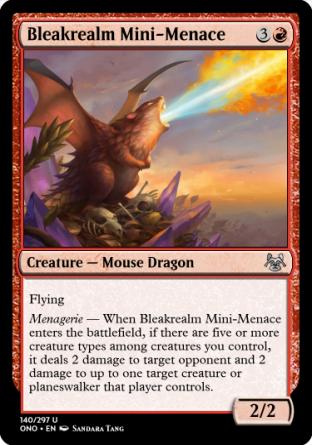 Bleakrealm Mini-Menace 3
Creature — Mouse Dragon
Flying
Menagerie — When Bleakrealm Mini-Menace
enters the battlefield, if there are five or more
creature types among creatures you control,
it deals 2 damage to target opponent and 2
damage to up to one target creature or
planeswalker that player controls.
2/2
140/297 U
ONO • EN SANDARA TANG